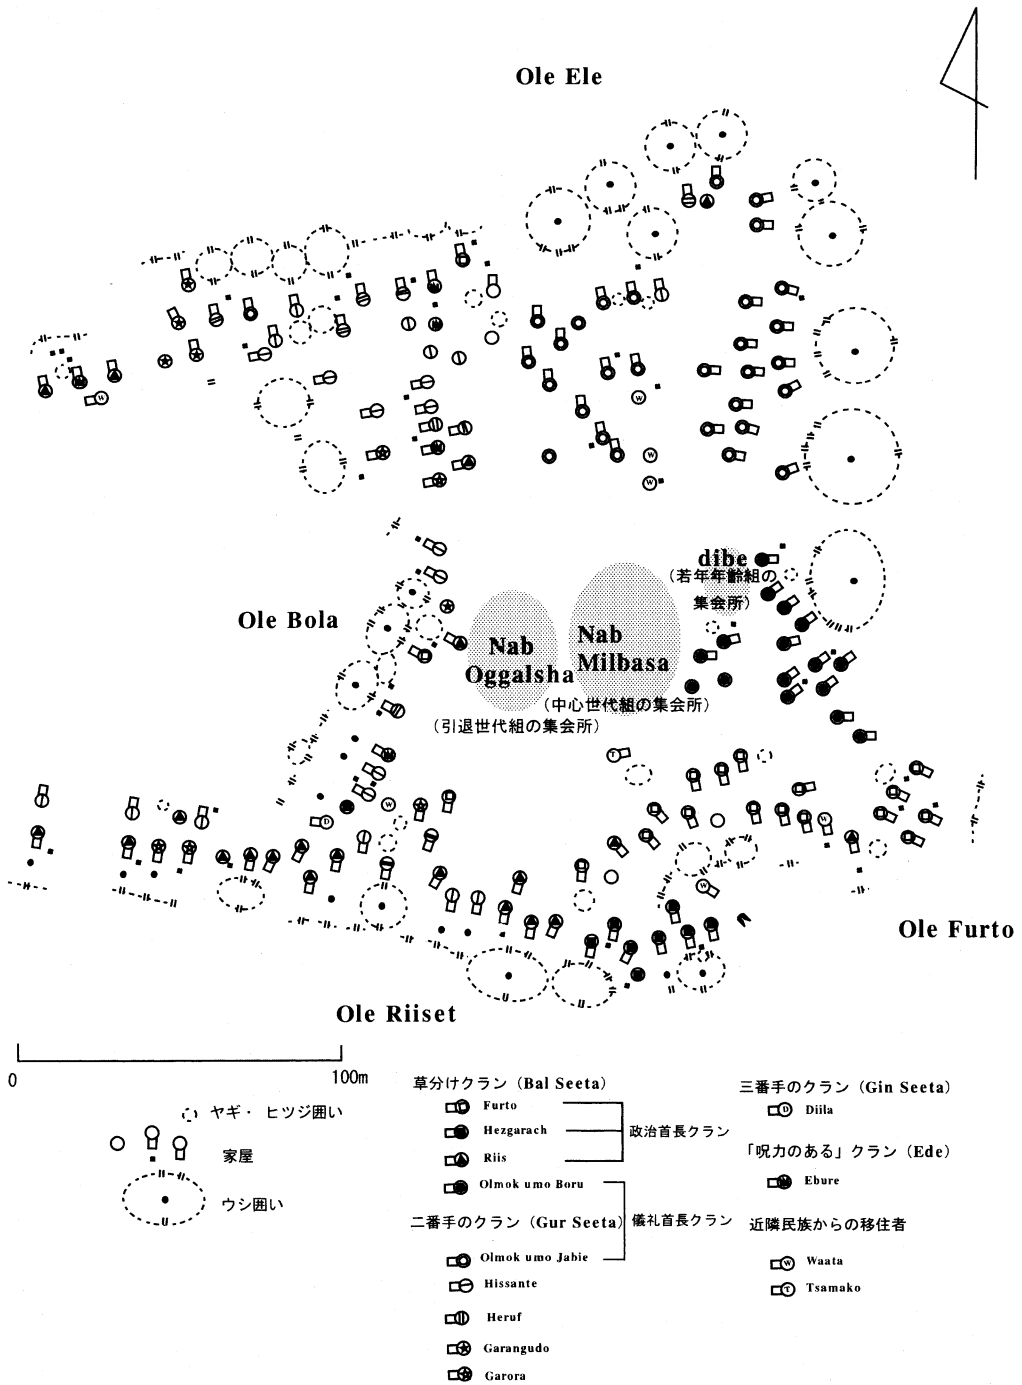 Ole Ele
dibe
(若年年齢組の
集会所)
Ole Bola
Nab
Oggalsha
Nab
Milbasa
(中心世代組の集会所)
(引退世代組の集会所)
Ole Furto
Ole Riiset
0
100m
ヤギ・ヒツジ囲い
家屋
ウシ囲い
草分けクラン (Bal Seeta)
Furto
Hezgarach
政治首長クラン
Riis
Olmok umo Boru
二番手のクラン (Gur Seeta)
儀礼首長クラン
Olmok umo Jabie
Hissante
Heruf
Garangudo
Garora
三番手のクラン (Gin Seeta)
D
Diila
「呪力のある」クラン (Ede)
Ebure
近隣民族からの移住者
W
Waata
T
Tsamako